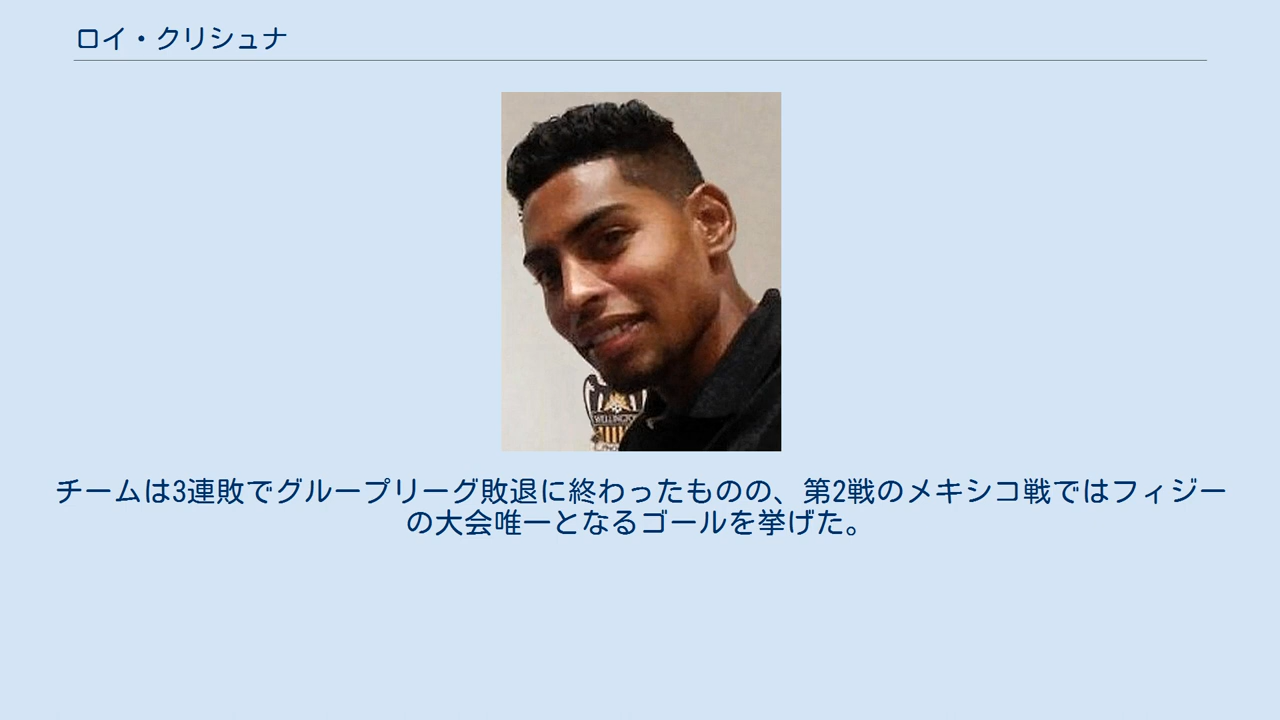 ロイ・クリシュナ
WELLINGTON
チームは3連敗でグループリーグ敗退に終わったものの、第2戦のメキシコ戦ではフィジー
の大会唯一となるゴールを挙げた。